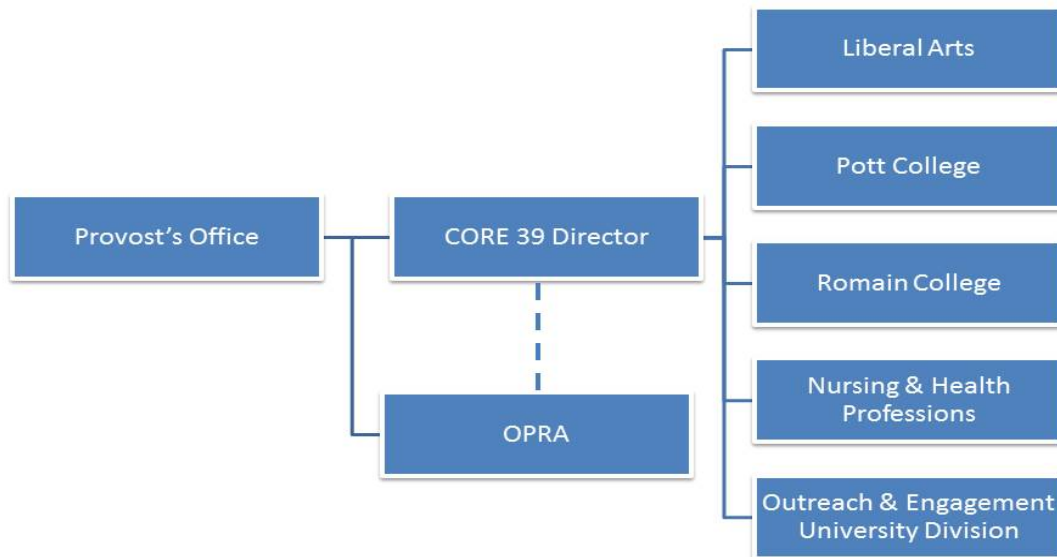 Liberal Arts
Pott College
Provost's Office
CORE 39 Director
Romain College
OPRA
Nursing & Health
Professions
Outreach & Engagement
University Division